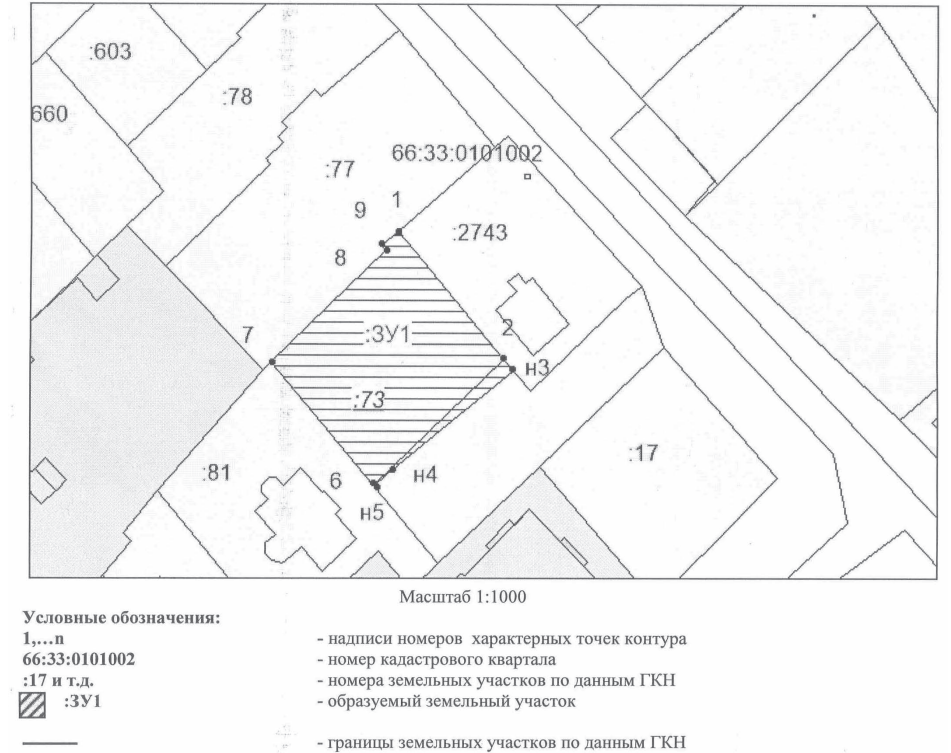 :603
:78
660
66:33:0101002
:77
1
9
:2743
8
:ЗУ1
2
7
н3
:73
:17
:81
6
н4
н5
Масштаб 1:1000
Условные обозначения:
1,...n - надписи номеров характерных точек контура
66:33:0101002 - номер кадастрового квартала
:17 и т.д. - номера земельных участков по данным ГКН
:ЗУ1 - образуемый земельный участок
- границы земельных участков по данным ГКН